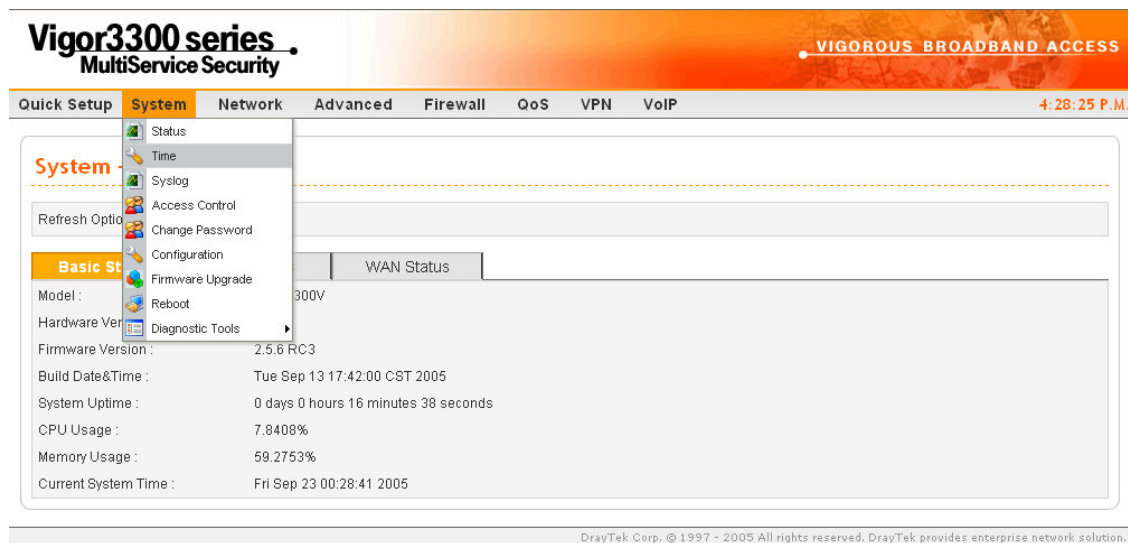 Vigor3300 series
MultiService Security
VIGOROUS BROADBAND ACCESS
Quick Setup System Network Advanced Firewall QoS VPN VoIP 4:28:25 P.M.
Status
Time
Syslog
Access Control
Change Password
Configuration
Firmware Upgrade
Reboot
Diagnostic Tools
System -
Refresh Optio
Basic St
WAN Status
Model : 300V
Hardware Ver
Firmware Version : 2.5.6 RC3
Build Date&Time : Tue Sep 13 17:42:00 CST 2005
System Uptime : 0 days 0 hours 16 minutes 38 seconds
CPU Usage : 7.8408%
Memory Usage : 59.2753%
Current System Time : Fri Sep 23 00:28:41 2005
DrayTek Corp. © 1997 - 2005 All rights reserved. DrayTek provides enterprise network solution.